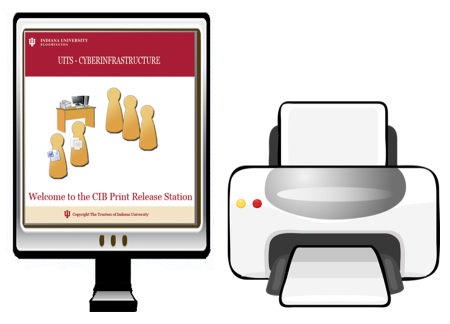 INDIANA UNIVERSITY
BLOOMINGTON
UITS - CYBERINFRASTRUCTURE
Welcome to the CIB Print Release Station
Copyright The Trustees of Indiana University